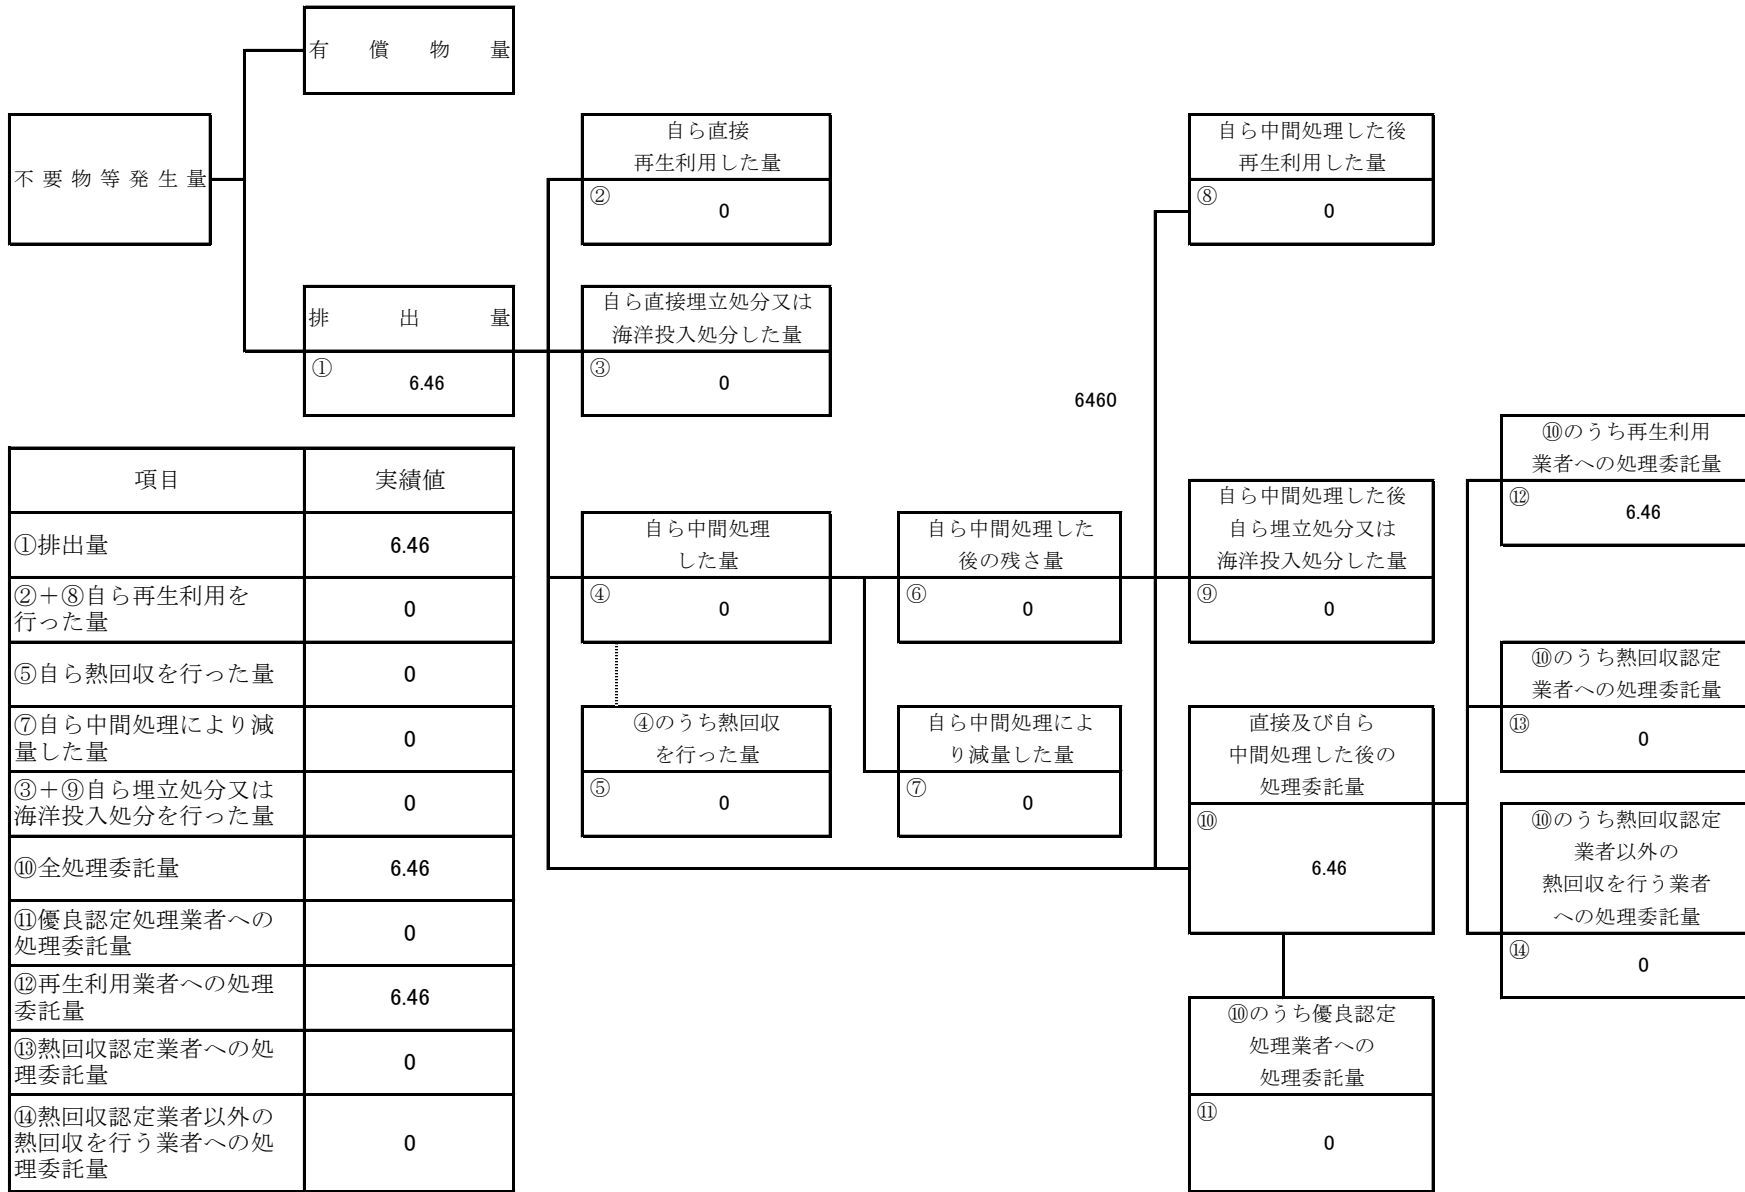 有償物量
不要物等発生量
排出量
①
6.46
自ら直接
再生利用した量
②
0
自ら直接埋立処分又は
海洋投入処分した量
③
0
自ら中間処理した後
再生利用した量
⑧
0
6460
自ら中間処理
した量
④
0
④のうち熱回収
を行った量
⑤
0
自ら中間処理した
後の残さ量
⑥
0
自ら中間処理によ
り減量した量
⑦
0
自ら中間処理した後
自ら埋立処分又は
海洋投入処分した量
⑨
0
直接及び自ら
中間処理した後の
処理委託量
⑩
6.46
⑩のうち優良認定
処理業者への
処理委託量
⑪
0
⑩のうち再生利用
業者への処理委託量
⑫
6.46
⑩のうち熱回収認定
業者への処理委託量
⑬
0
⑩のうち熱回収認定
業者以外の
熱回収を行う業者
への処理委託量
⑭
0
項目 実績値
①排出量 6.46
②＋⑧自ら再生利用を
行った量 0
⑤自ら熱回収を行った量 0
⑦自ら中間処理により減
量した量 0
③＋⑨自ら埋立処分又は
海洋投入処分を行った量 0
⑩全処理委託量 6.46
⑪優良認定処理業者への
処理委託量 0
⑫再生利用業者への処理
委託量 6.46
⑬熱回収認定業者への処
理委託量 0
⑭熱回収認定業者以外の
熱回収を行う業者への処
理委託量 0